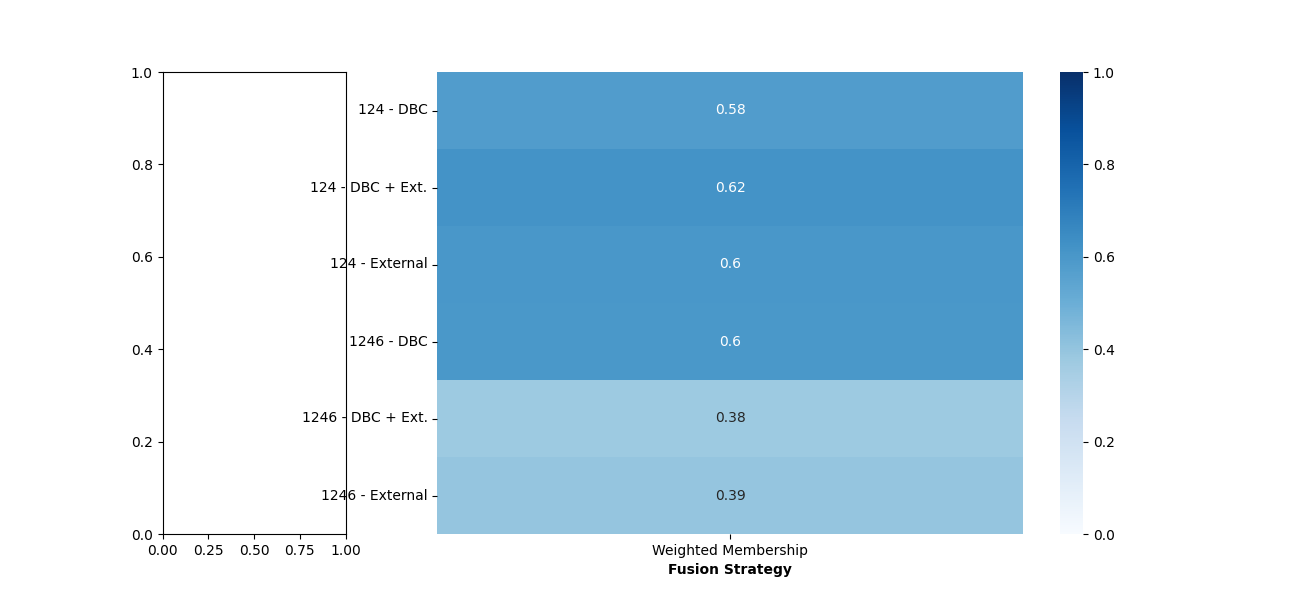 1.0
0.8
0.6
0.4
0.2
0.0
0.00 0.25 0.50 0.75 1.00
124 - DBC
124 - DBC + Ext.
124 - External
1246 - DBC
1246 - DBC + Ext.
1246 - External
0.58
0.62
0.6
0.6
0.38
0.39
Weighted Membership
Fusion Strategy
1.0
0.8
0.6
0.4
0.2
0.0